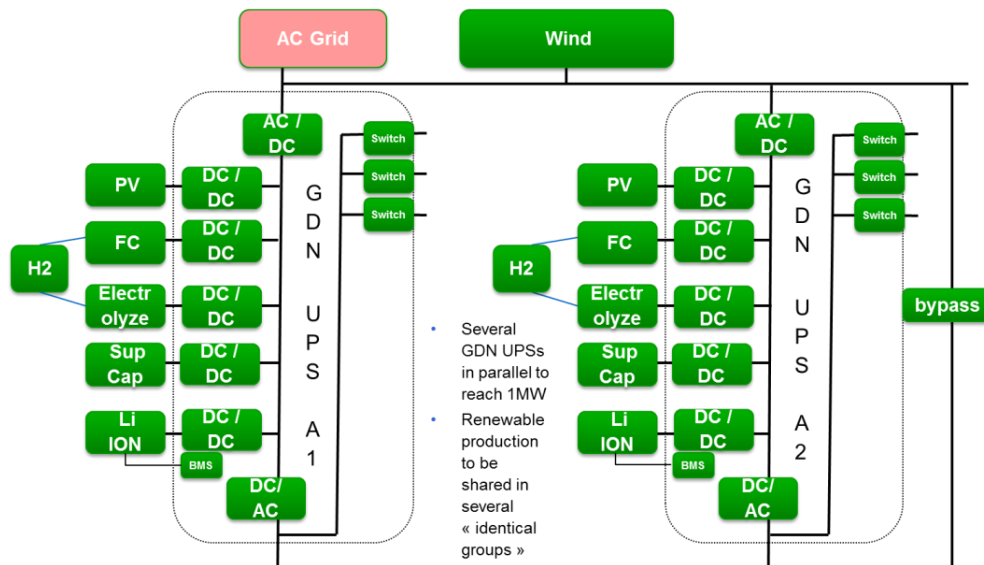 AC Grid
Wind
AC /
DC
Switch
Switch
Switch
PV
DC /
DC
FC
DC /
DC
H2
Electr
olyze
DC /
DC
Sup
Cap
DC /
DC
Li
ION
DC /
DC
BMS
DC/
AC
G
D
N
U
P
S
A
1
• Several
GDN UPSs
in parallel to
reach 1MW
• Renewable
production
to be
shared in
several
« identical
groups »
AC /
DC
Switch
Switch
Switch
PV
DC /
DC
FC
DC /
DC
H2
Electr
olyze
DC /
DC
Sup
Cap
DC /
DC
Li
ION
DC /
DC
BMS
DC/
AC
G
D
N
U
P
S
A
2
bypass